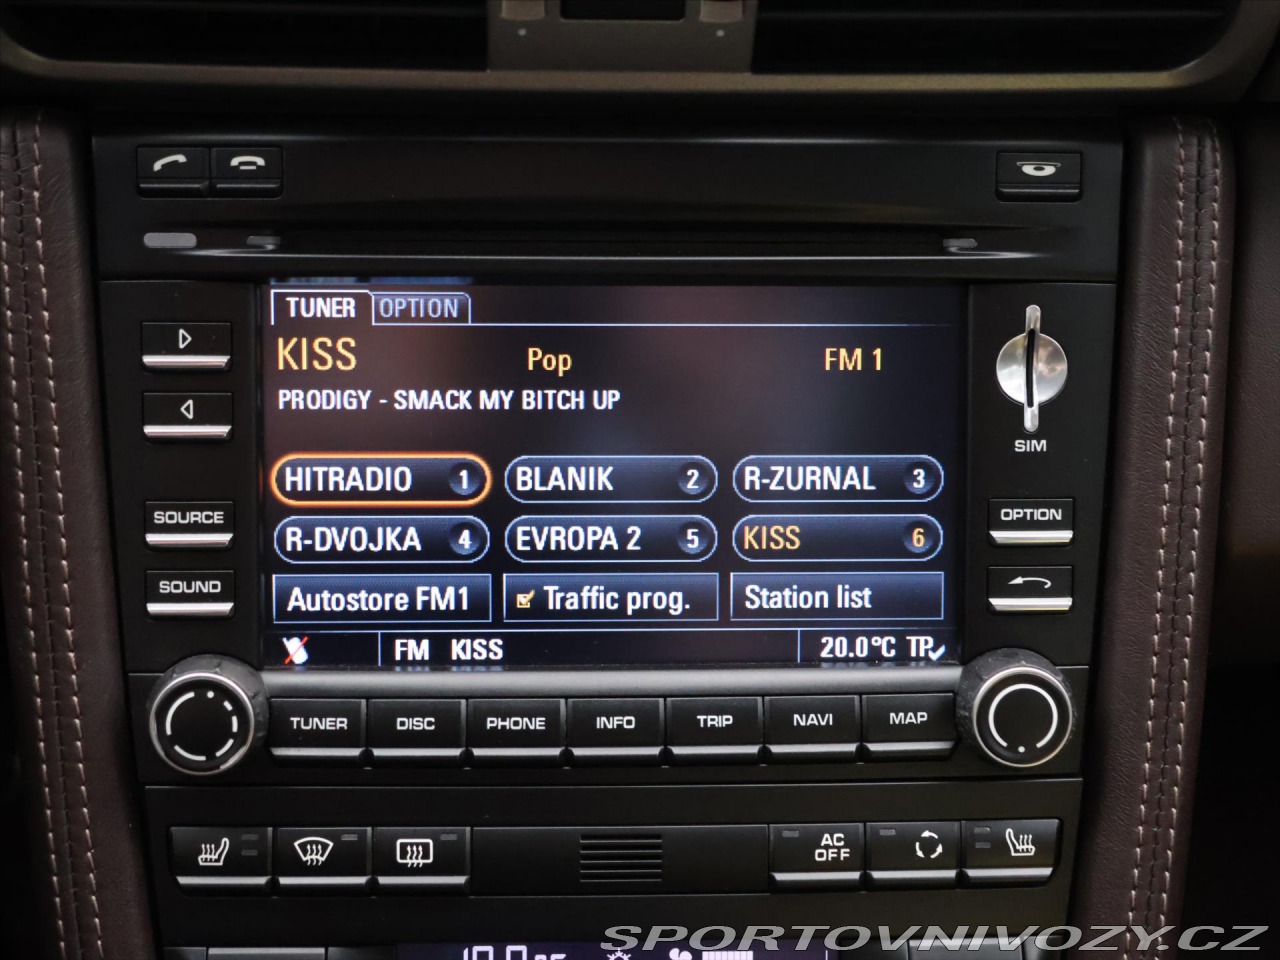 TUNER OPTION
KISS Pop FM 1
PRODIGY - SMACK MY BITCH UP
SIM
HITRADIO 1 BLANIK 2 R-ZURNAL 3
SOURCE R-DVOJKA 4 EVROPA 2 5 KISS 6 OPTION
SOUND Autostore FM1 Traffic prog. Station list
FM KISS 20.0°C TP
TUNER DISC PHONE INFO TRIP NAVI MAP
AC
OFF
SPORTOVNIVOZY.CZ